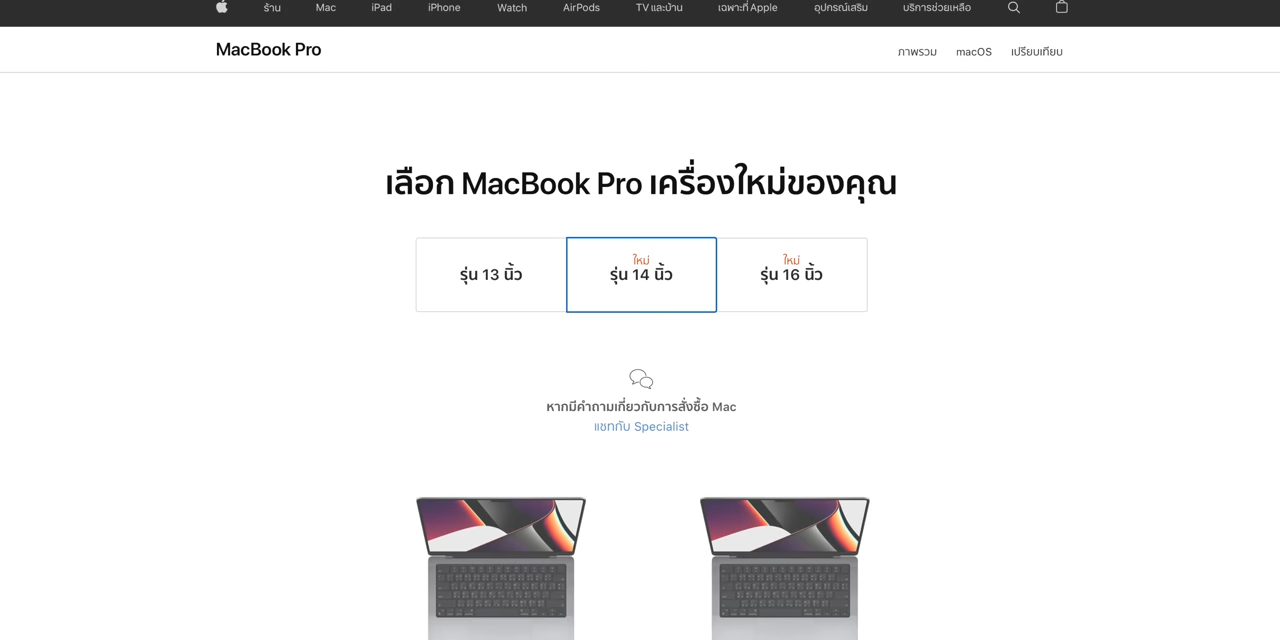 ร้าน Mac iPad iPhone Watch AirPods TV และบ้าน เฉพาะที่ Apple อุปกรณ์เสริม บริการช่วยเหลือ
MacBook Pro ภาพรวม macOS เปรียบเทียบ
เลือก MacBook Pro เครื่องใหม่ของคุณ
รุ่น 13 นิ้ว
ใหม่
รุ่น 14 นิ้ว
ใหม่
รุ่น 16 นิ้ว
หากมีคำถามเกี่ยวกับการสั่งซื้อ Mac
แชทกับ Specialist